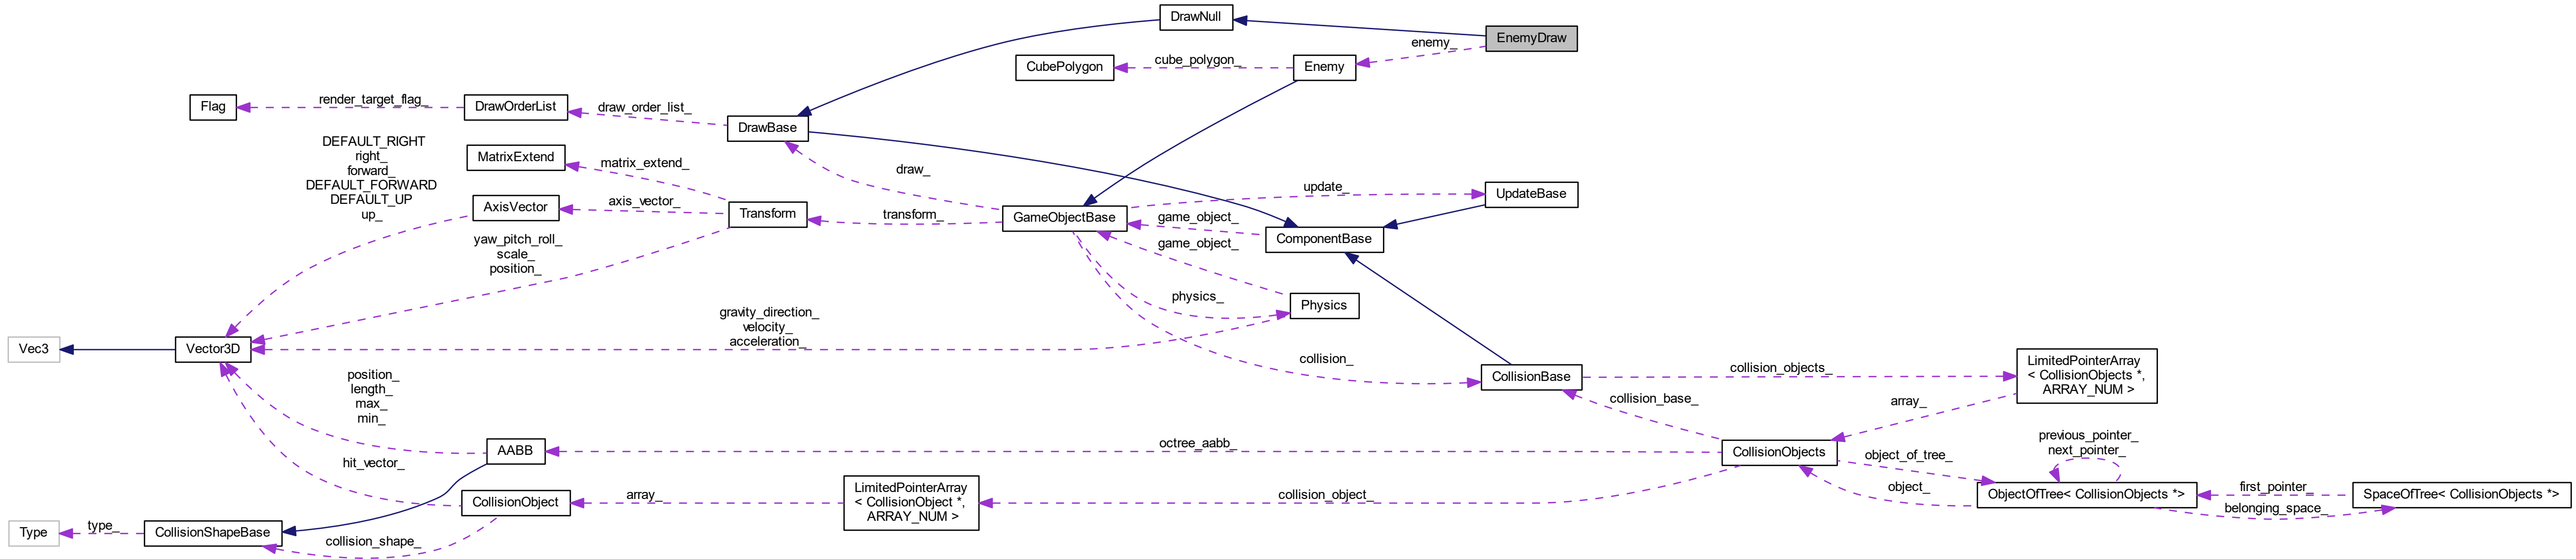 DrawNull
EnemyDraw
enemy_
CubePolygon
cube_polygon_
Enemy
Flag
render_target_flag_
DrawOrderList
draw_order_list_
DrawBase
DEFAULT_RIGHT
right_
forward_
DEFAULT_FORWARD
DEFAULT_UP
up_
MatrixExtend
matrix_extend_
draw_
AxisVector
axis_vector_
Transform
transform_
GameObjectBase
update_
UpdateBase
game_object_
ComponentBase
game_object_
yaw_pitch_roll_
scale_
position_
physics_
Physics
gravity_direction_
velocity_
acceleration_
Vec3
Vector3D
collision_
CollisionBase
collision_objects_
LimitedPointerArray
< CollisionObjects *,
ARRAY_NUM >
position_
length_
max_
min_
collision_base_
array_
AABB
octree_aabb_
CollisionObjects
object_of_tree_
previous_pointer_
next_pointer_
hit_vector_
CollisionObject
array_
LimitedPointerArray
< CollisionObject *,
ARRAY_NUM >
collision_object_
object_
ObjectOfTree< CollisionObjects *>
first_pointer_
belonging_space_
SpaceOfTree< CollisionObjects *>
Type
type_
CollisionShapeBase
collision_shape_